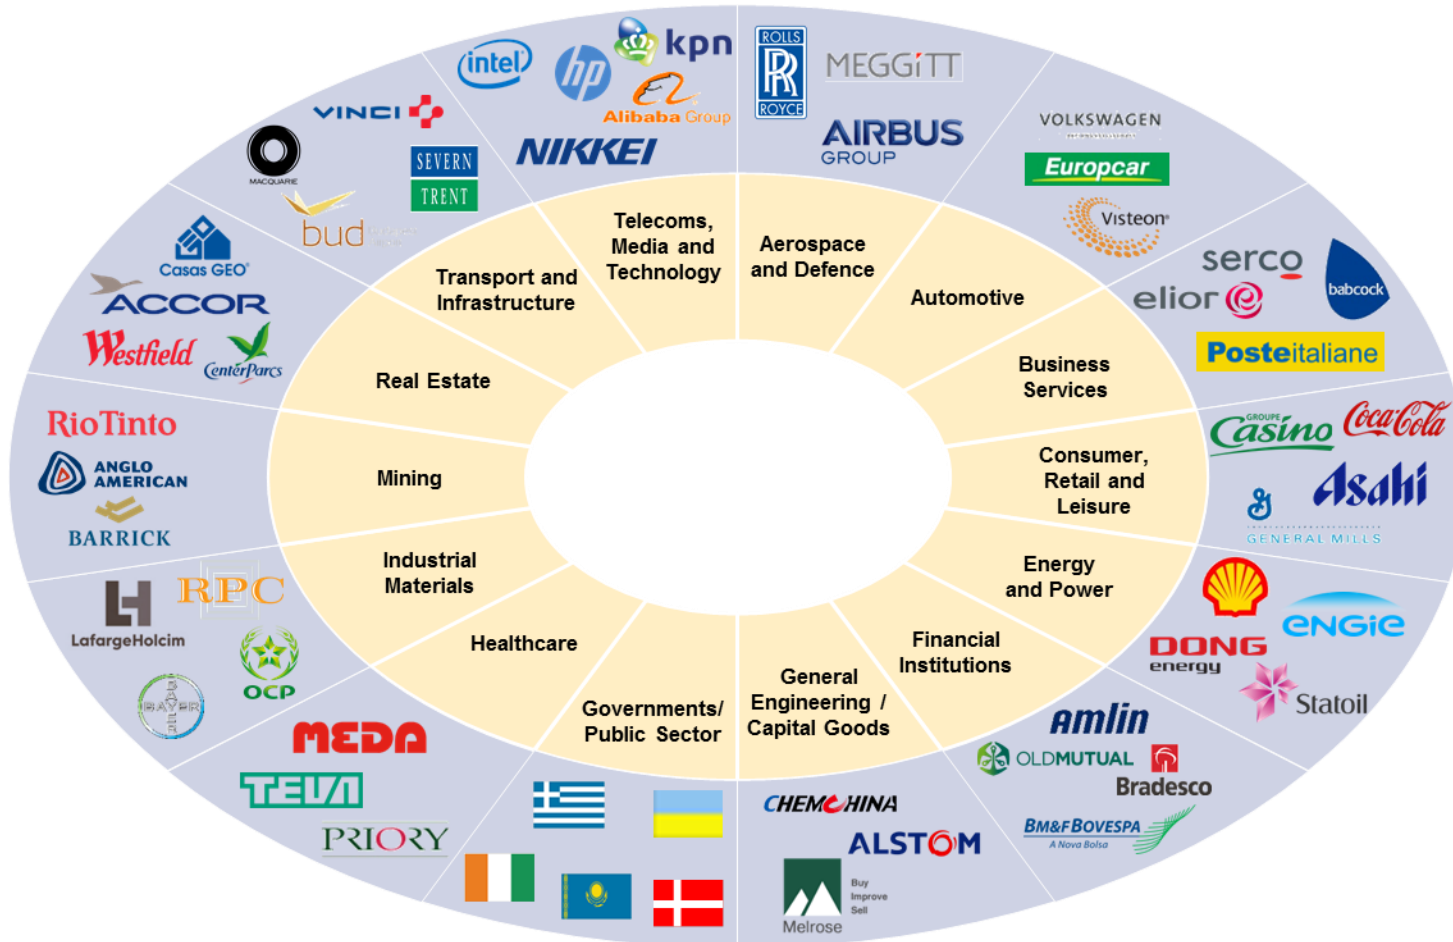 Telecoms,
Media and
Technology
Aerospace
and Defence
Automotive
Business
Services
Consumer,
Retail and
Leisure
Energy
and Power
Financial
Institutions
General
Engineering /
Capital Goods
Governments/
Public Sector
Healthcare
Industrial
Materials
Mining
Real Estate
Transport and
Infrastructure
intel
hp
kpn
Alibaba Group
NIKKEI
ROLLS
RR
ROYCE
MEGGiTT
AIRBUS
GROUP
VOLKSWAGEN
Europcar
Visteon®
serco
elior
babcock
Posteitaliane
GROUPE
Casino
Coca-Cola
Asahi
G
GENERAL MILLS
ENGIE
DONG
energy
Statoil
amlin
OLDMUTUAL
Bradesco
BM&FBOVESPA
A Nova Bolsa
CHEMCHINA
ALSTOM
Buy
Improve
Sell
Melrose
MEDA
TEVA
PRIORY
LafargeHolcim
RPC
OCP
BAYER
BAYER
RioTinto
ANGLO
AMERICAN
BARRICK
Casas GEO®
ACCOR
Westfield
CenterParcs
VINCI
MACQUARIE
SEVERN
TRENT
bud